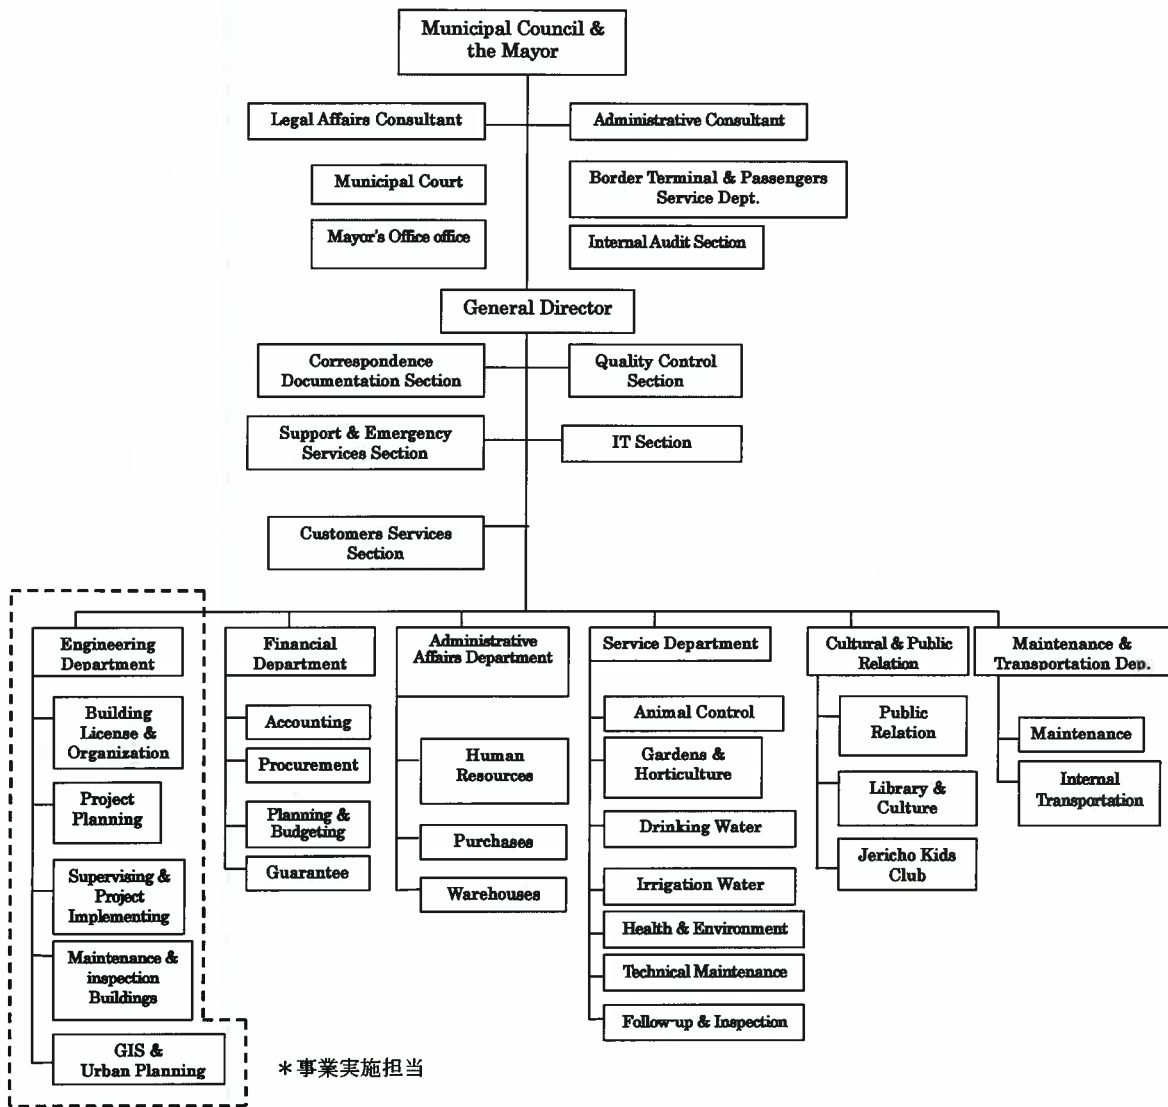 Municipal Council &
the Mayor
Legal Affairs Consultant
Administrative Consultant
Municipal Court
Border Terminal & Passengers
Service Dept.
Mayor's Office office
Internal Audit Section
General Director
Correspondence
Documentation Section
Quality Control
Section
Support & Emergency
Services Section
IT Section
Customers Services
Section
Engineering
Department
Building
License &
Organization
Project
Planning
Supervising &
Project
Implementing
Maintenance &
inspection
Buildings
GIS &
Urban Planning
Financial
Department
Accounting
Procurement
Planning &
Budgeting
Guarantee
Administrative
Affairs Department
Human
Resources
Purchases
Warehouses
Service Department
Animal Control
Gardens &
Horticulture
Drinking Water
Irrigation Water
Health & Environment
Technical Maintenance
Follow-up & Inspection
Cultural & Public
Relation
Public
Relation
Library &
Culture
Jericho Kids
Club
Maintenance &
Transportation Dep.
Maintenance
Internal
Transportation
＊事業実施担当